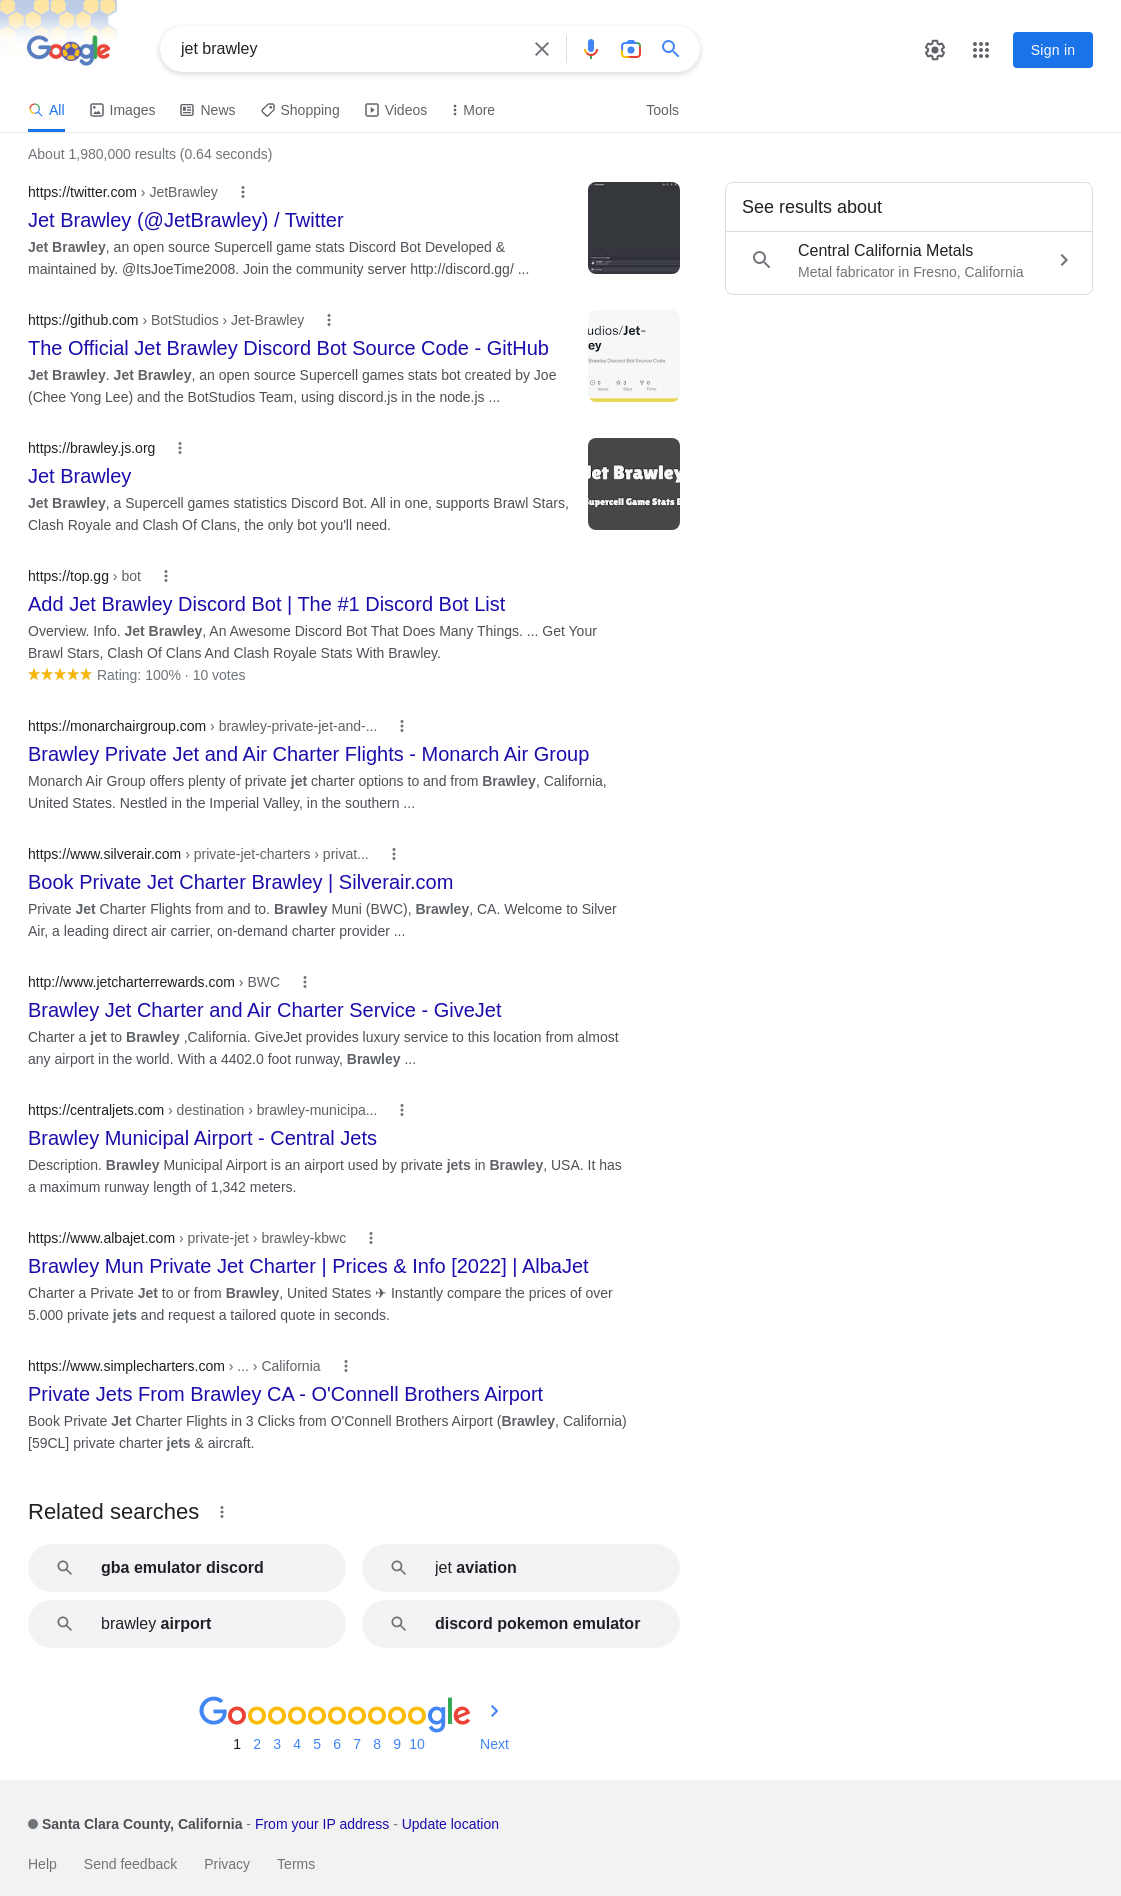 Google
jet brawley
Sign in
All
Images
News
Shopping
Videos
More
Tools
About 1,980,000 results (0.64 seconds)
https://twitter.com › JetBrawley
Jet Brawley (@JetBrawley) / Twitter
Jet Brawley, an open source Supercell game stats Discord Bot Developed &
maintained by. @ItsJoeTime2008. Join the community server http://discord.gg/ ...
https://github.com › BotStudios › Jet-Brawley
The Official Jet Brawley Discord Bot Source Code - GitHub
Jet Brawley. Jet Brawley, an open source Supercell games stats bot created by Joe
(Chee Yong Lee) and the BotStudios Team, using discord.js in the node.js ...
udios/Jet-
ey
Brawley Discord Bot Source Code
0 3 0
Issues Stars Forks
https://brawley.js.org
Jet Brawley
Jet Brawley, a Supercell games statistics Discord Bot. All in one, supports Brawl Stars,
Clash Royale and Clash Of Clans, the only bot you'll need.
Jet Brawley
Supercell Game Stats B
https://top.gg › bot
Add Jet Brawley Discord Bot | The #1 Discord Bot List
Overview. Info. Jet Brawley, An Awesome Discord Bot That Does Many Things. ... Get Your
Brawl Stars, Clash Of Clans And Clash Royale Stats With Brawley.
Rating: 100% · 10 votes
https://monarchairgroup.com › brawley-private-jet-and-...
Brawley Private Jet and Air Charter Flights - Monarch Air Group
Monarch Air Group offers plenty of private jet charter options to and from Brawley, California,
United States. Nestled in the Imperial Valley, in the southern ...
https://www.silverair.com › private-jet-charters › privat...
Book Private Jet Charter Brawley | Silverair.com
Private Jet Charter Flights from and to. Brawley Muni (BWC), Brawley, CA. Welcome to Silver
Air, a leading direct air carrier, on-demand charter provider ...
http://www.jetcharterrewards.com › BWC
Brawley Jet Charter and Air Charter Service - GiveJet
Charter a jet to Brawley ,California. GiveJet provides luxury service to this location from almost
any airport in the world. With a 4402.0 foot runway, Brawley ...
https://centraljets.com › destination › brawley-municipa...
Brawley Municipal Airport - Central Jets
Description. Brawley Municipal Airport is an airport used by private jets in Brawley, USA. It has
a maximum runway length of 1,342 meters.
https://www.albajet.com › private-jet › brawley-kbwc
Brawley Mun Private Jet Charter | Prices & Info [2022] | AlbaJet
Charter a Private Jet to or from Brawley, United States ✈ Instantly compare the prices of over
5.000 private jets and request a tailored quote in seconds.
https://www.simplecharters.com › ... › California
Private Jets From Brawley CA - O'Connell Brothers Airport
Book Private Jet Charter Flights in 3 Clicks from O'Connell Brothers Airport (Brawley, California)
[59CL] private charter jets & aircraft.
See results about
Central California Metals
Metal fabricator in Fresno, California
Related searches
gba emulator discord
jet aviation
brawley airport
discord pokemon emulator
Goooooooooogle
1 2 3 4 5 6 7 8 9 10 Next
Santa Clara County, California - From your IP address - Update location
Help Send feedback Privacy Terms